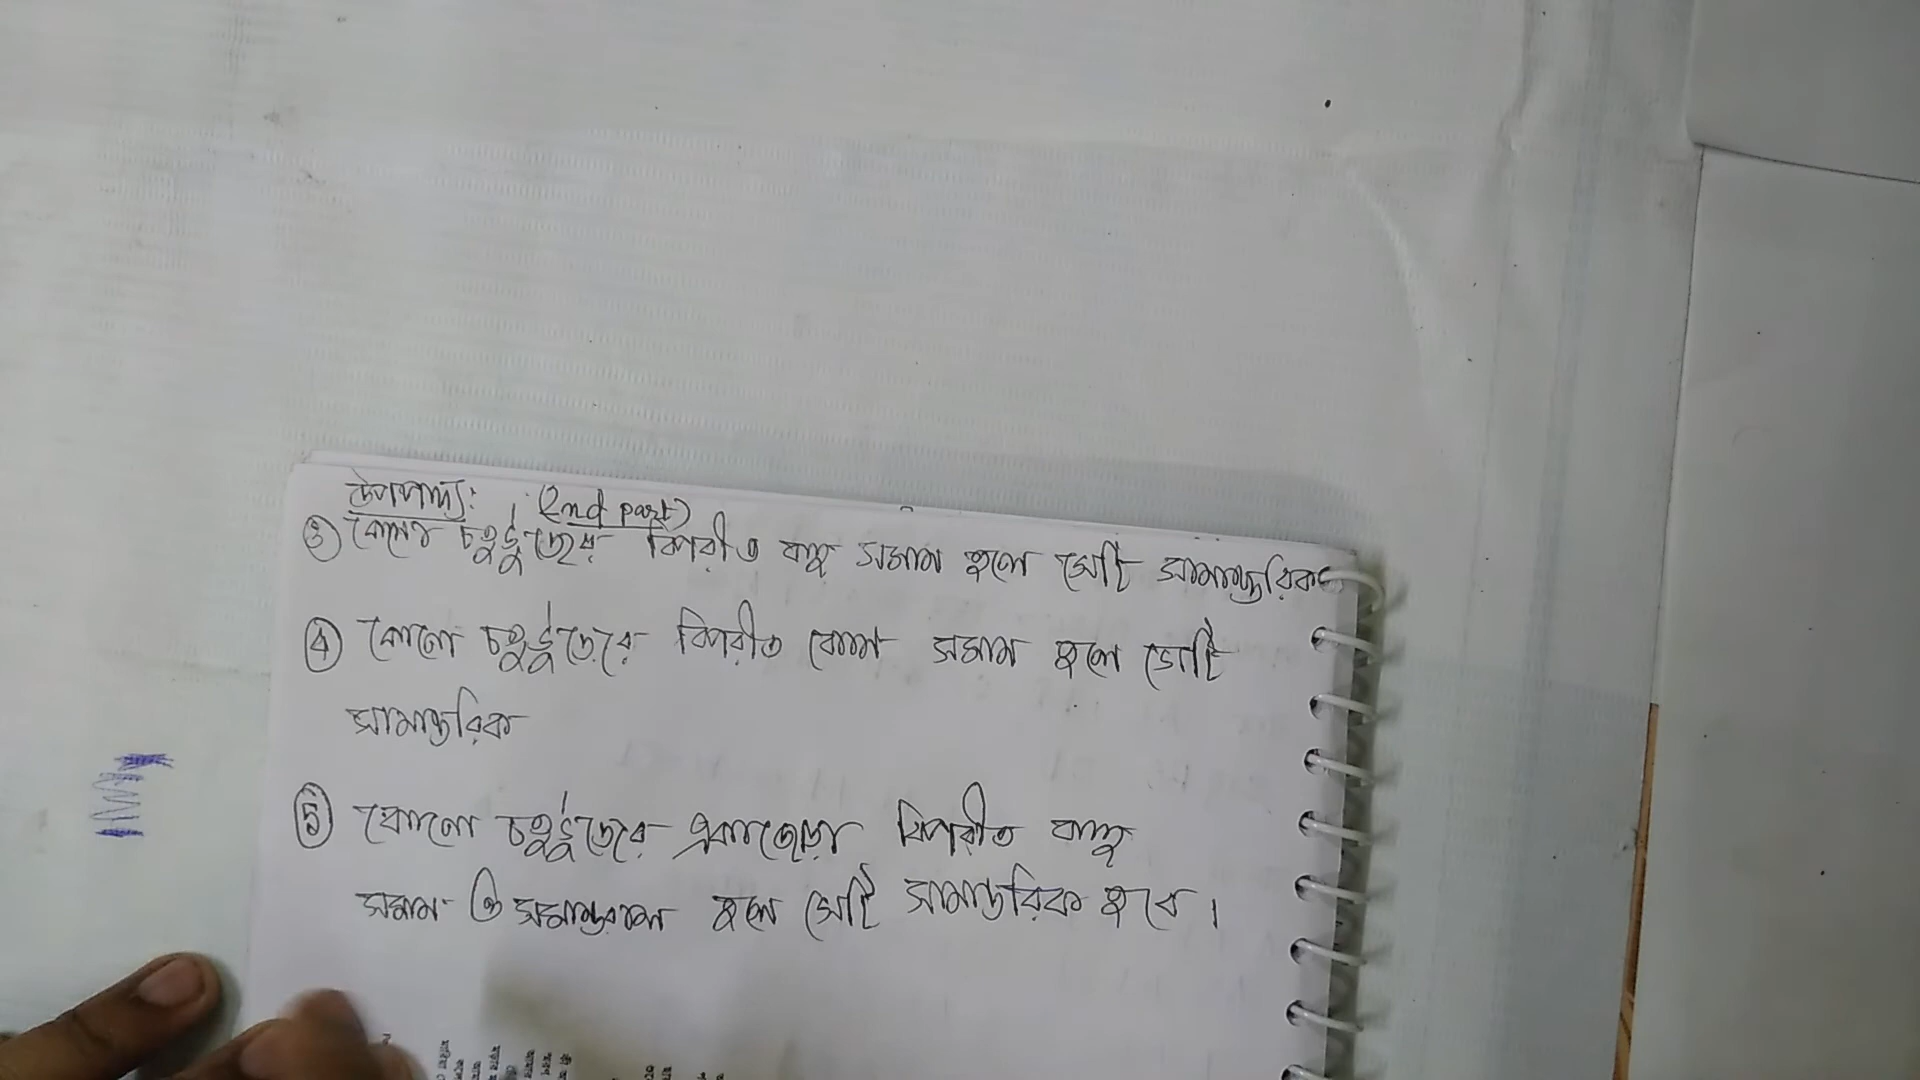 উপপাদ্য: (2nd part)
③ কোনো চতুর্ভুজের বিপরীত বাহু সমান হলে সেটি সামান্তরিক
④ কোনো চতুর্ভুজের বিপরীত কোণ সমান হলে সেটি
সামান্তরিক
⑤ কোনো চতুর্ভুজের একজোড়া বিপরীত বাহু
সমান ও সমান্তরাল হলে সেটি সামান্তরিক হবে।